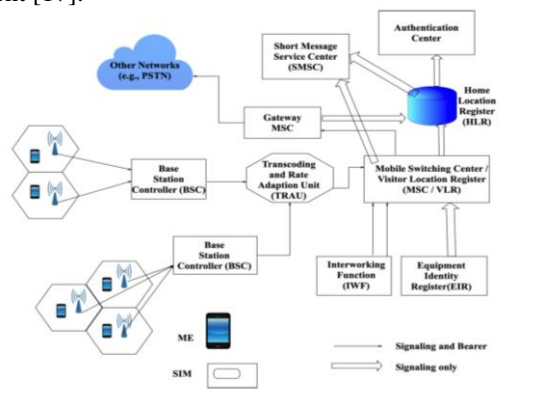 ent [17].
Authentication
Center
Short Message
Service Center
(SMSC)
Other Networks
(e.g., PSTN)
Home
Location
Register
(HLR)
Gateway
MSC
Base
Station
Controller (BSC)
Transcoding
and Rate
Adaption Unit
(TRAU)
Mobile Switching Center /
Visitor Location Register
(MSC / VLR)
Base
Station
Controller (BSC)
Interworking
Function
(IWF)
Equipment
Identity
Register(EIR)
ME
SIM
Signaling and Bearer
Signaling only